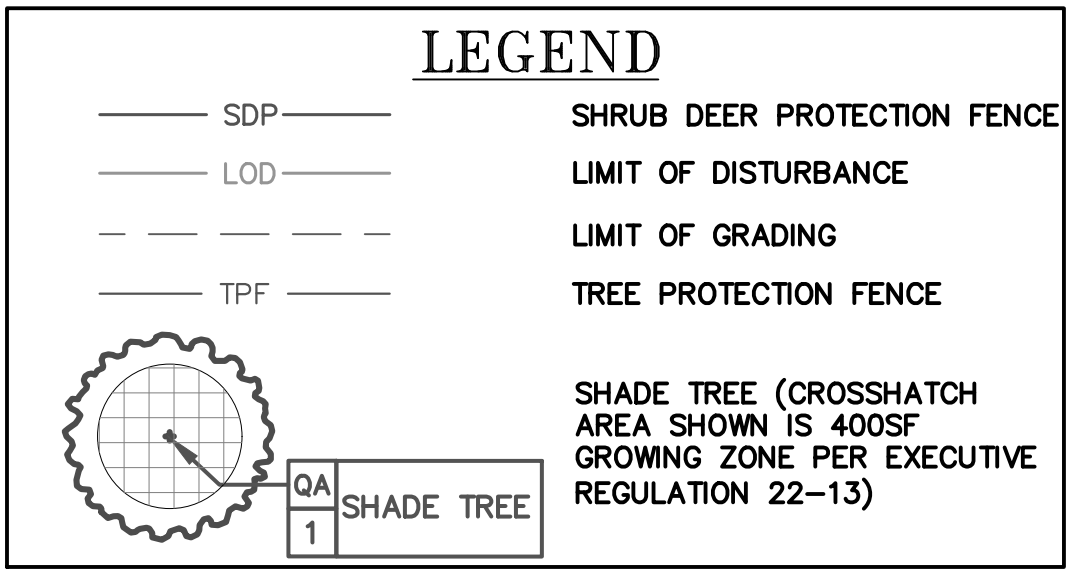 LEGEND
SDP SHRUB DEER PROTECTION FENCE
LOD LIMIT OF DISTURBANCE
LIMIT OF GRADING
TPF TREE PROTECTION FENCE
SHADE TREE (CROSSHATCH
AREA SHOWN IS 400SF
GROWING ZONE PER EXECUTIVE
REGULATION 22-13)
QA
1
SHADE TREE